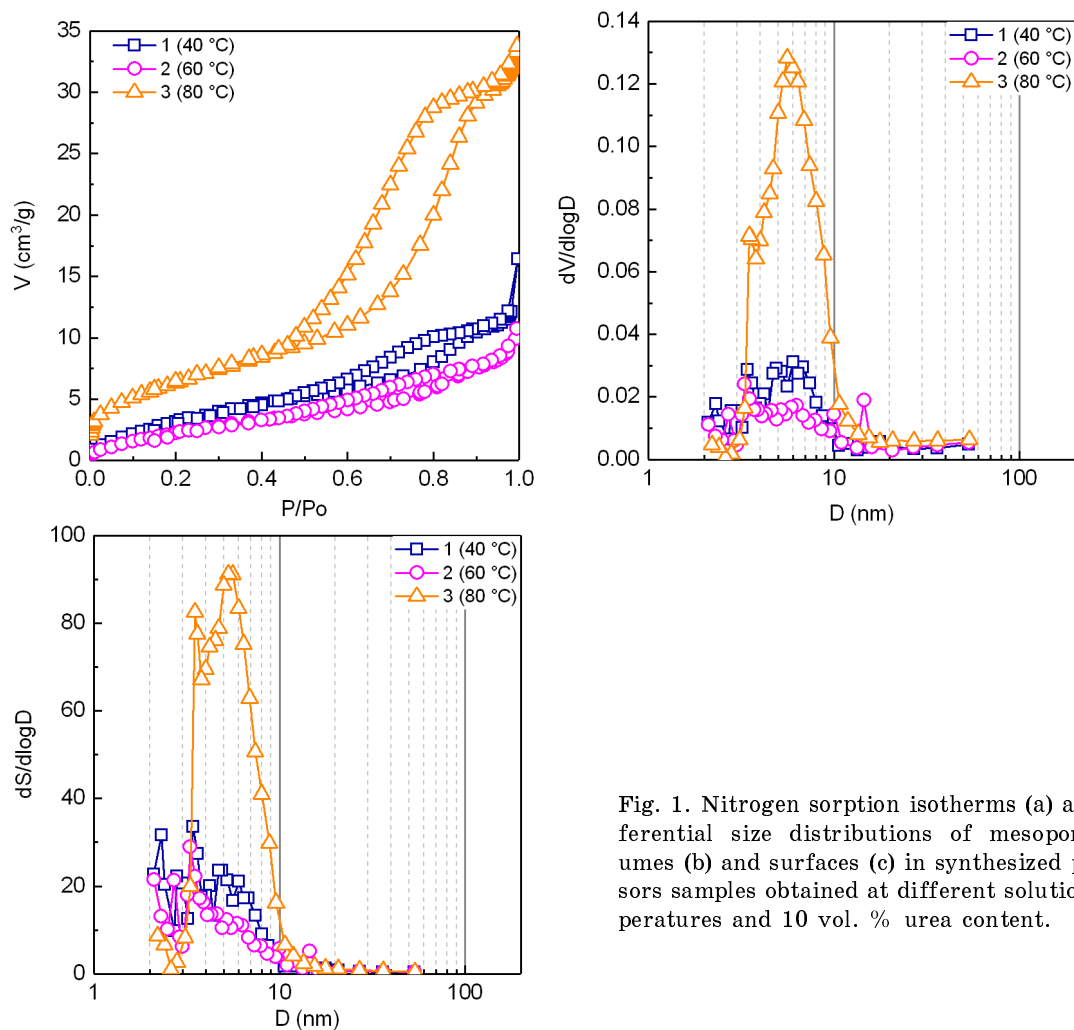 35
30
25
20
15
10
5
0
0.0
0.2
0.4
0.6
0.8
1.0
V (cm³/g)
P/Po
1 (40 °C)
2 (60 °C)
3 (80 °C)
0.14
0.12
0.10
0.08
0.06
0.04
0.02
0.00
1
10
100
dV/dlogD
D (nm)
1 (40 °C)
2 (60 °C)
3 (80 °C)
100
80
60
40
20
0
1
10
100
dS/dlogD
D (nm)
1 (40 °C)
2 (60 °C)
3 (80 °C)
Fig. 1. Nitrogen sorption isotherms (a) a
ferential size distributions of mesopor
umes (b) and surfaces (c) in synthesized p
sors samples obtained at different solutio
peratures and 10 vol. % urea content.